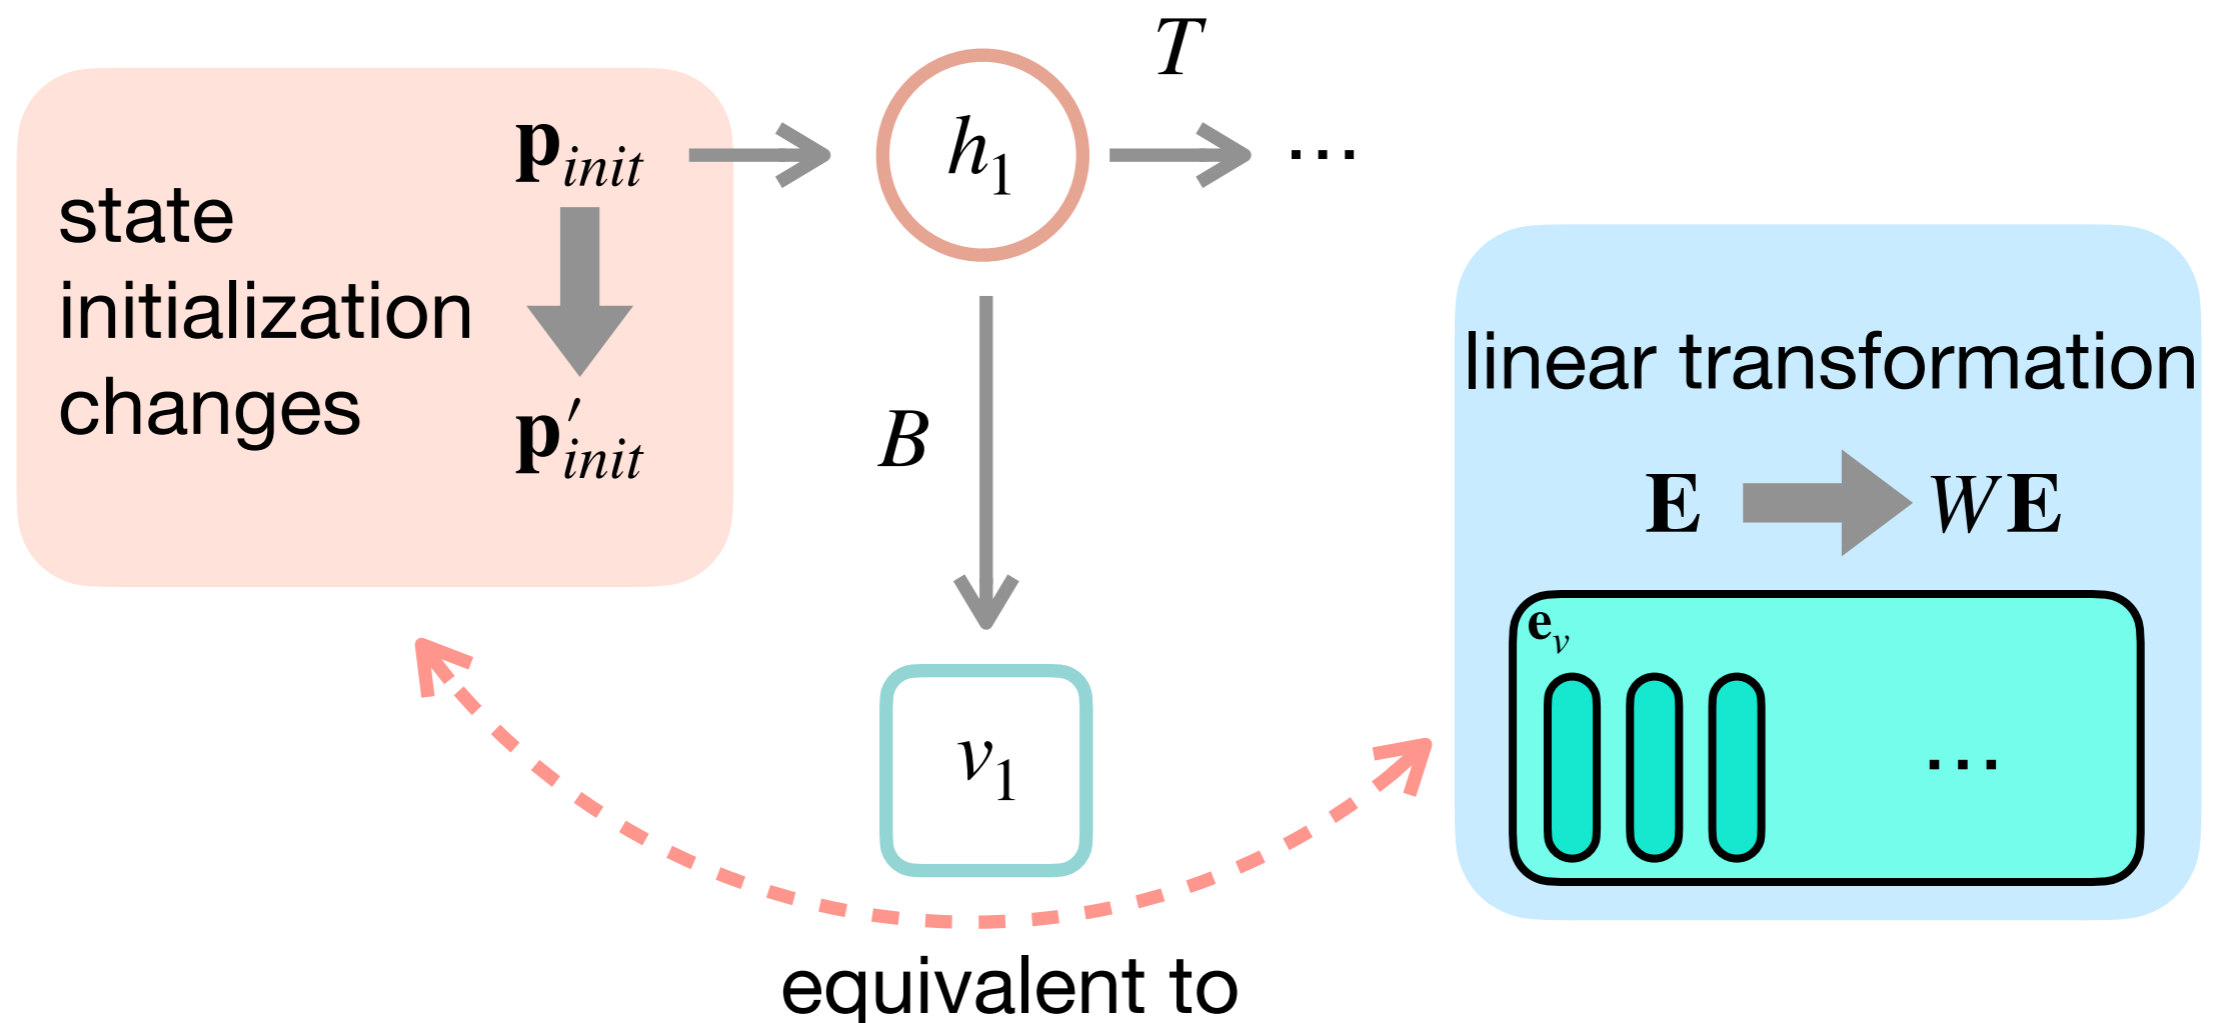 state
initialization
changes
p_init
p′_init
h_1
T
...
B
v_1
linear transformation
E
WE
e_v
...
equivalent to